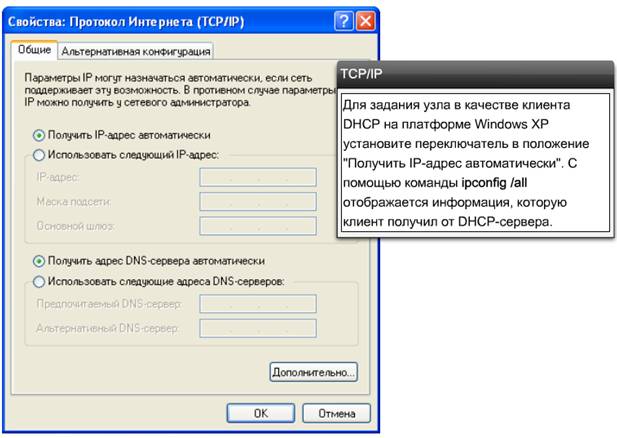 Свойства: Протокол Интернета (TCP/IP)
Общие
Альтернативная конфигурация
Параметры IP могут назначаться автоматически, если сеть
поддерживает эту возможность. В противном случае параметры
IP можно получить у сетевого администратора.
Получить IP-адрес автоматически
Использовать следующий IP-адрес:
IP-адрес:
Маска подсети:
Основной шлюз:
Получить адрес DNS-сервера автоматически
Использовать следующие адреса DNS-серверов:
Предпочитаемый DNS-сервер:
Альтернативный DNS-сервер:
Дополнительно...
OK
Отмена
TCP/IP
Для задания узла в качестве клиента
DHCP на платформе Windows XP
установите переключатель в положение
"Получить IP-адрес автоматически". С
помощью команды ipconfig /all
отображается информация, которую
клиент получил от DHCP-сервера.